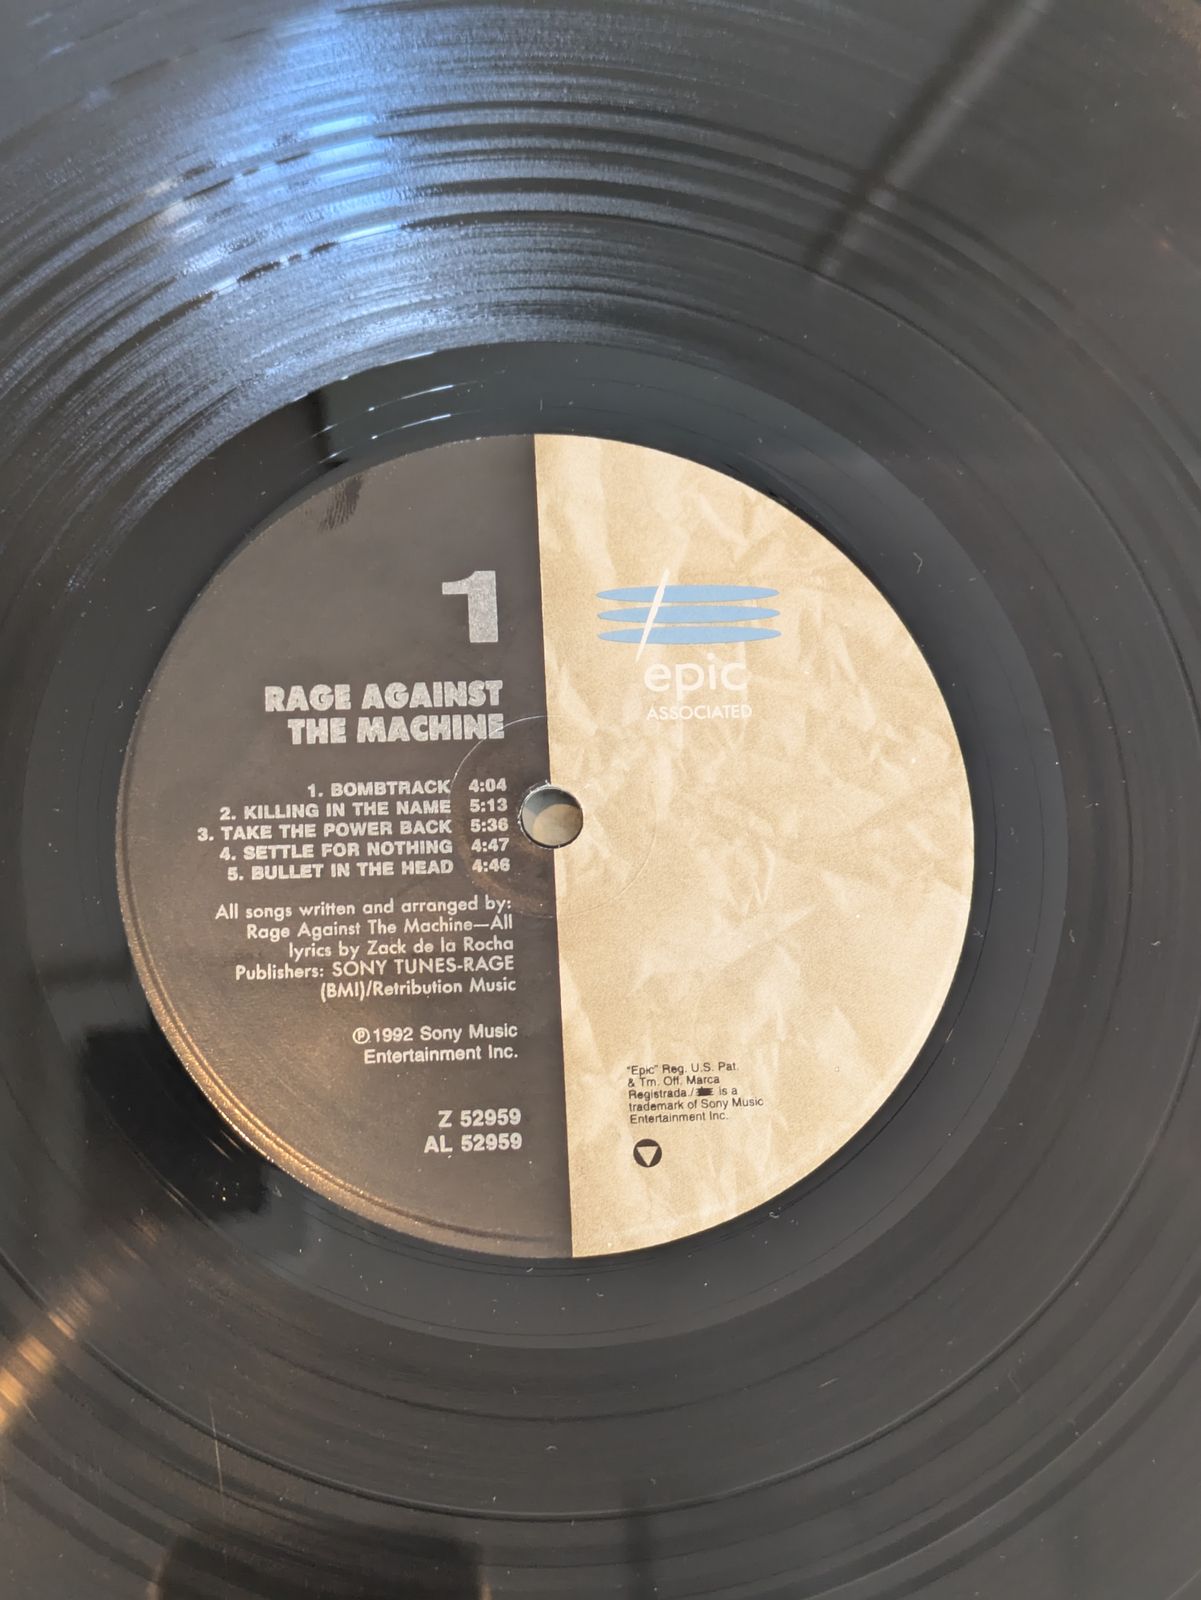 1
RAGE AGAINST
THE MACHINE
1. BOMBTRACK 4:04
2. KILLING IN THE NAME 5:13
3. TAKE THE POWER BACK 5:36
4. SETTLE FOR NOTHING 4:47
5. BULLET IN THE HEAD 4:46
All songs written and arranged by:
Rage Against The Machine—All
lyrics by Zack de la Rocha
Publishers: SONY TUNES-RAGE
(BMI)/Retribution Music
℗ 1992 Sony Music
Entertainment Inc.
Z 52959
AL 52959
epic
ASSOCIATED
"Epic" Reg. U.S. Pat.
& Tm. Off. Marca
Registrada./ is a
trademark of Sony Music
Entertainment Inc.